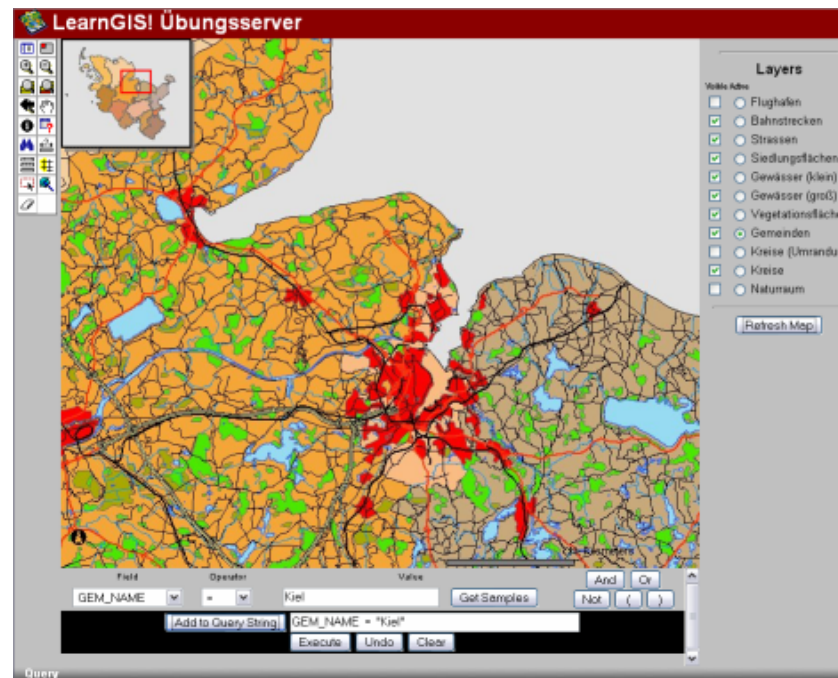 LearnGIS! Übungsserver
Layers
Visible Active
Flughafen
Bahnstrecken
Strassen
Siedlungsflächen
Gewässer (klein)
Gewässer (groß)
Vegetationsfläche
Gemeinden
Kreise (Umrandu
Kreise
Naturraum
Refresh Map
Field Operator Value
GEM_NAME = Kiel Get Samples
And Or
Not ( )
Add to Query String GEM_NAME = "Kiel"
Execute Undo Clear
Query